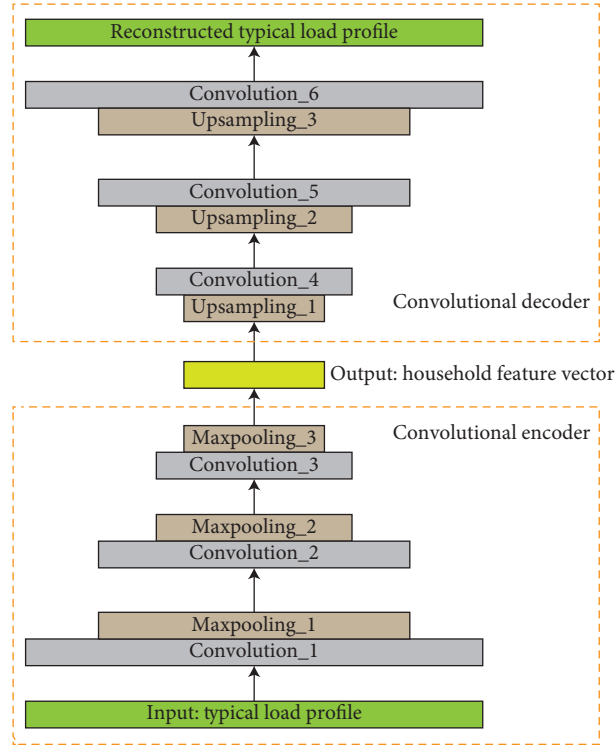 Reconstructed typical load profile
Convolution_6
Upsampling_3
Convolution_5
Upsampling_2
Convolution_4
Upsampling_1
Convolutional decoder
Output: household feature vector
Convolutional encoder
Maxpooling_3
Convolution_3
Maxpooling_2
Convolution_2
Maxpooling_1
Convolution_1
Input: typical load profile